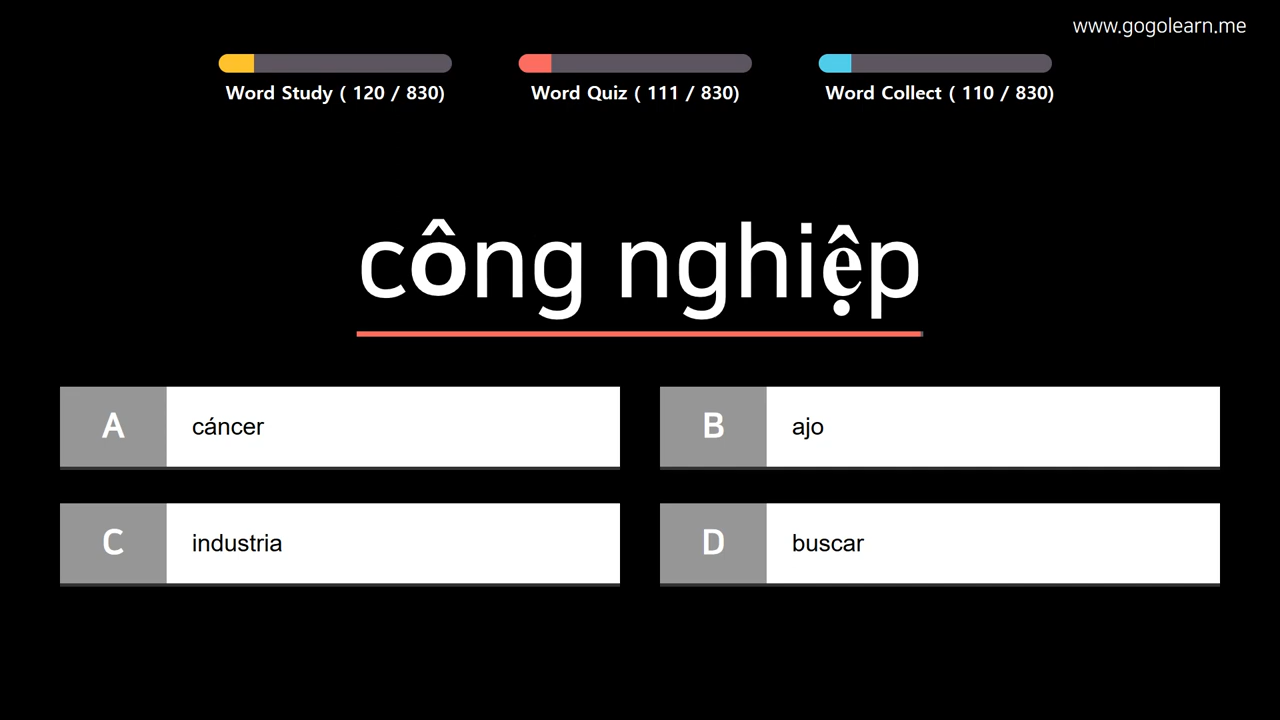 www.gogolearn.me
Word Study ( 120 / 830)
Word Quiz ( 111 / 830)
Word Collect ( 110 / 830)
công nghiệp
A cáncer
B ajo
C industria
D buscar